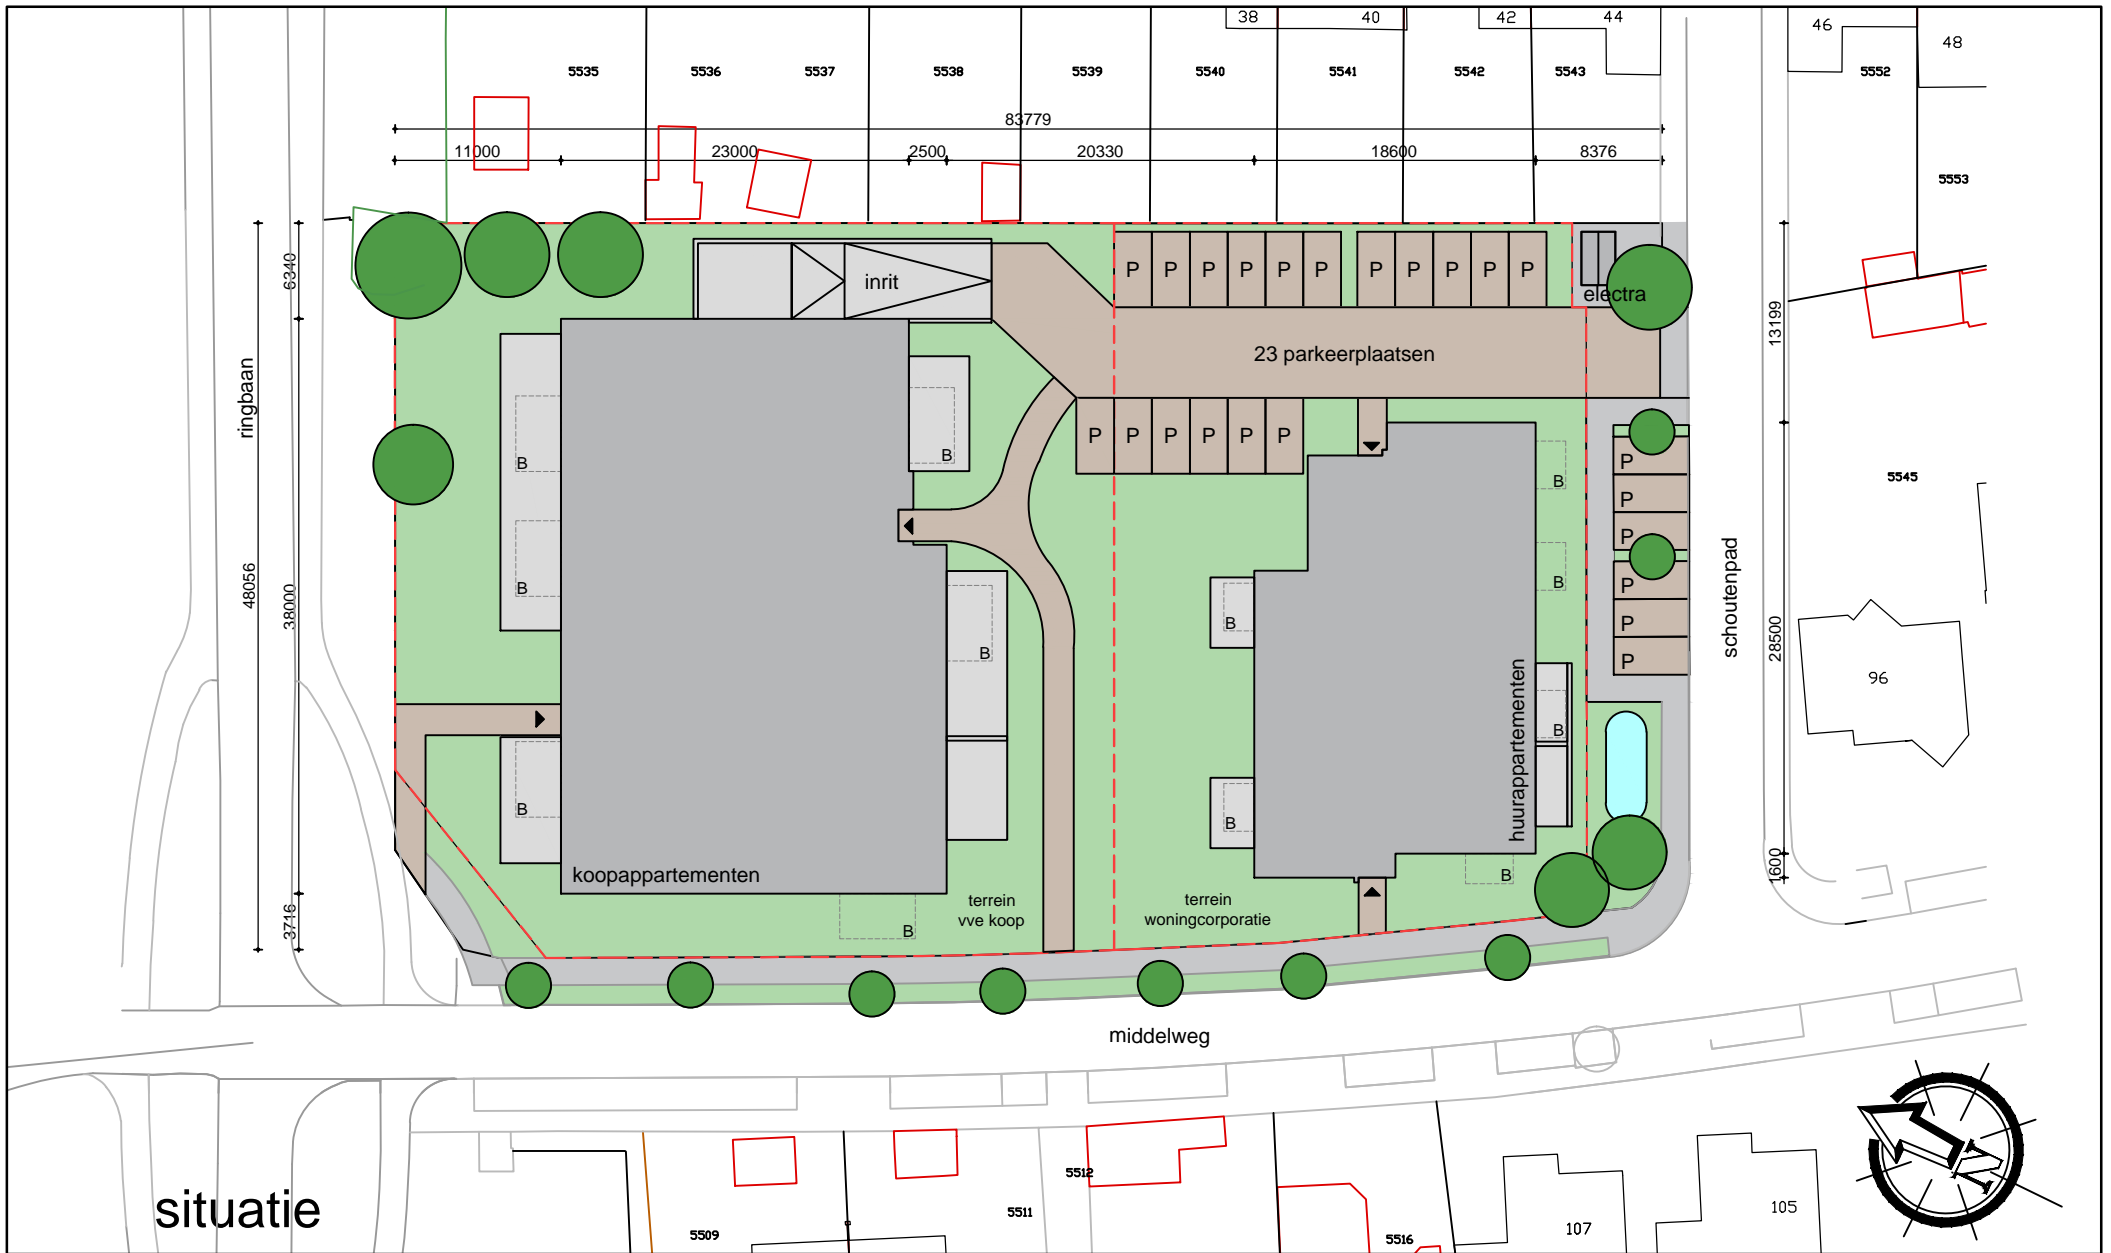 38 40 42 44 46 48
5535 5536 5537 5538 5539 5540 5541 5542 5543 5552
83779
11000 23000 2500 20330 18600 8376
5553
inrit
P P P P P P P P P P P
electra
6340
13199
23 parkeerplaatsen
ringbaan
P P P P P P
B B B
P
P
P
P
P
P
5545
48056
38000
schoutenpad
28500
B B
B B
96
huurappartementen
B
B B
koopappartementen
1600
B
terrein
vve koop
terrein
woningcorporatie
3716
B
middelweg
situatie
5509 5511 5512 5516
107 105
N